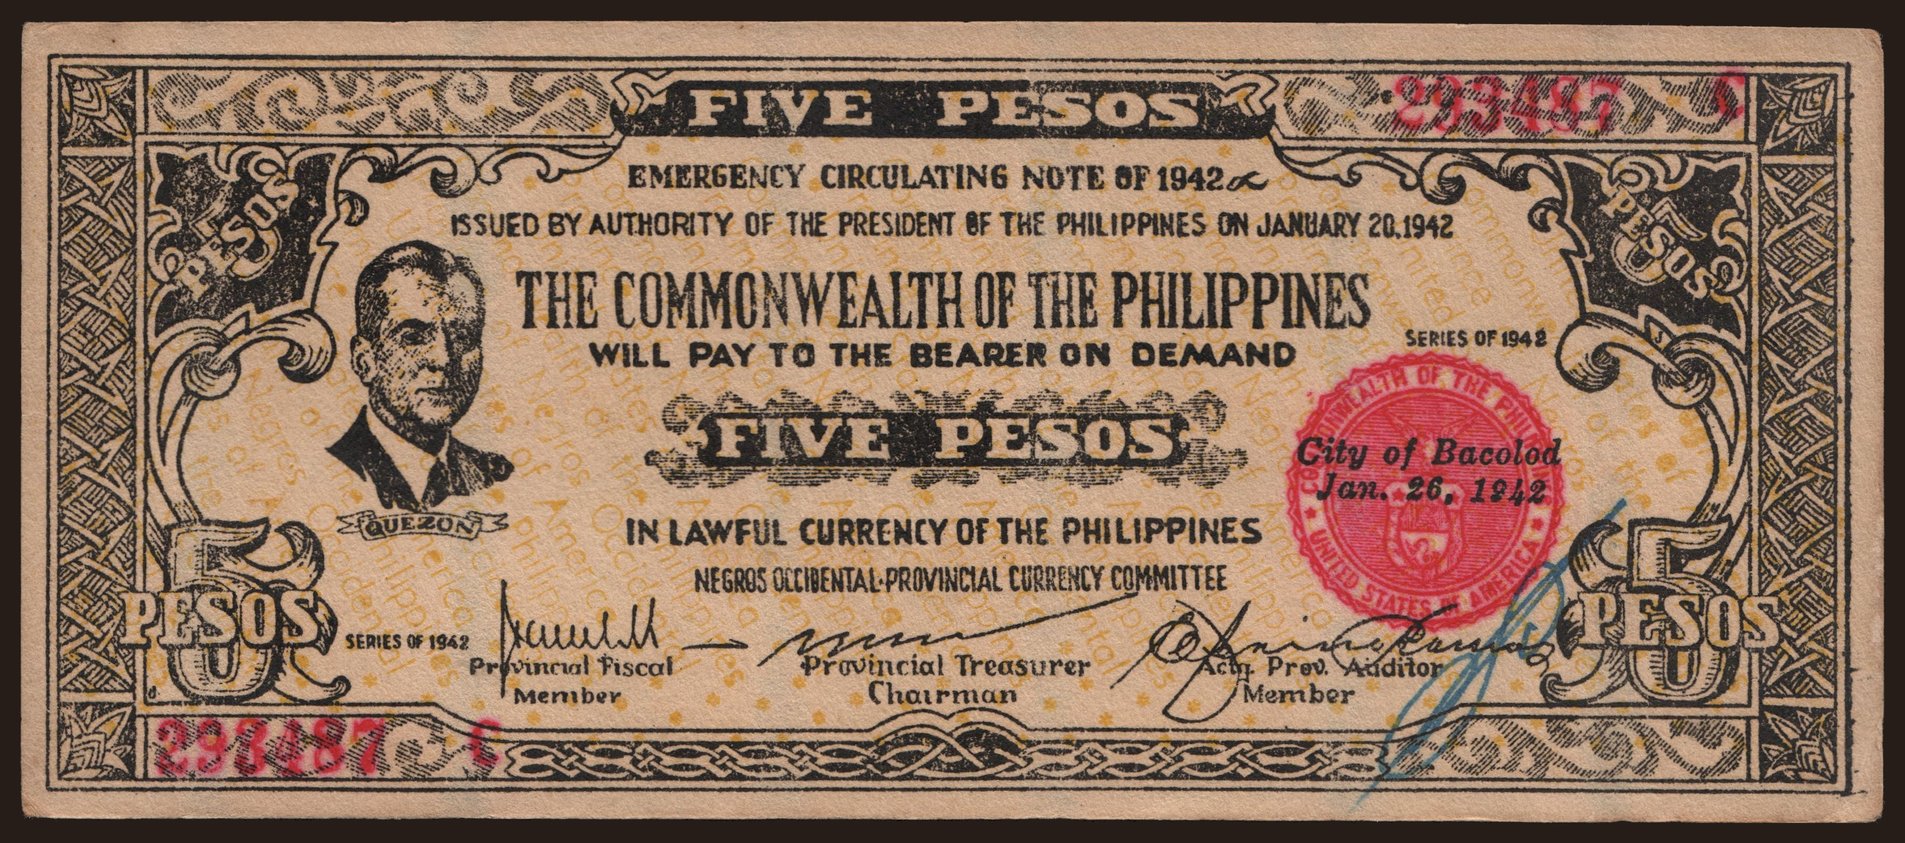 FIVE PESOS
293487 C
EMERGENCY CIRCULATING NOTE OF 1942
ISSUED BY AUTHORITY OF THE PRESIDENT OF THE PHILIPPINES ON JANUARY 20,1942
5 PESOS
5 PESOS
THE COMMONWEALTH OF THE PHILIPPINES
SERIES OF 1942
WILL PAY TO THE BEARER ON DEMAND
FIVE PESOS
COMMONWEALTH OF THE PHILIPPINES
City of Bacolod
Jan. 26, 1942
UNITED STATES OF AMERICA
QUEZON
IN LAWFUL CURRENCY OF THE PHILIPPINES
NEGROS OCCIDENTAL-PROVINCIAL CURRENCY COMMITTEE
5 PESOS
5 PESOS
SERIES OF 1942
Provincial Fiscal
Member
Provincial Treasurer
Chairman
Actg. Prov. Auditor
Member
293487 C